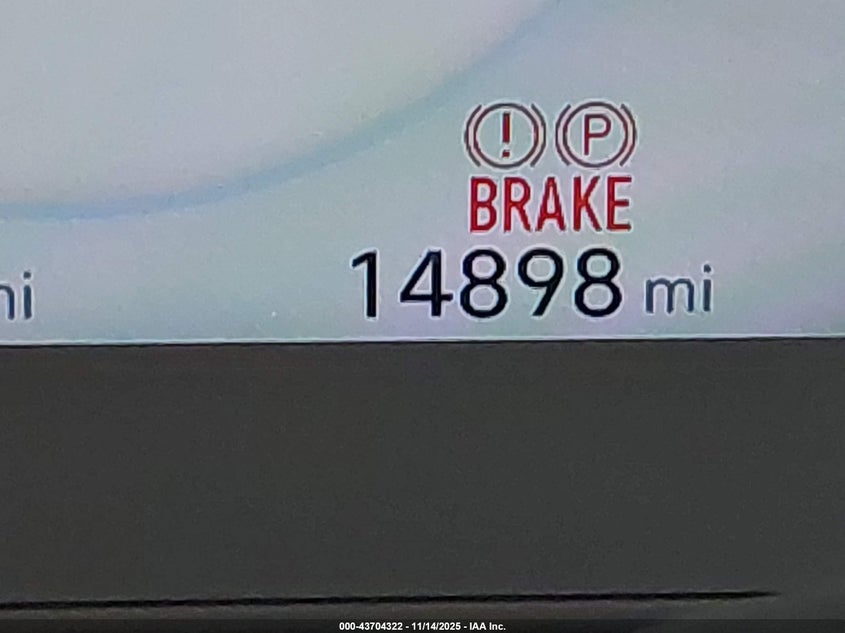 ! P
BRAKE
14898 mi
000-43704322 - 11/14/2025 - IAA Inc.